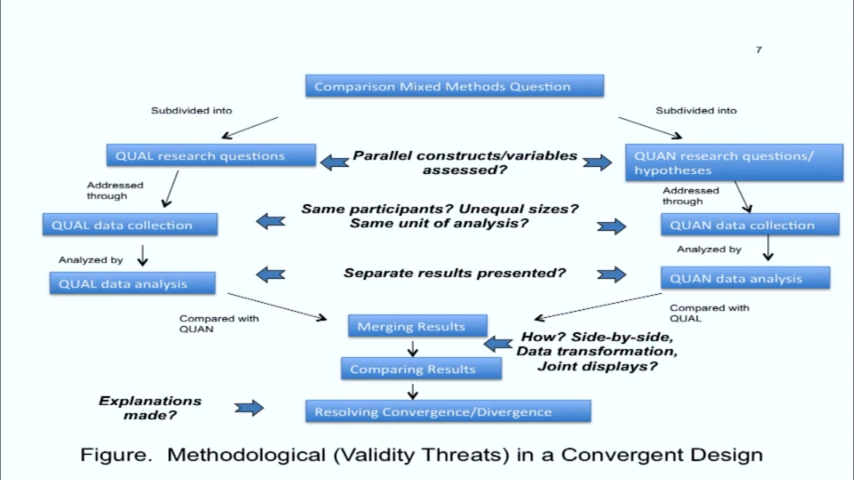 7
Comparison Mixed Methods Question
Subdivided into
Subdivided into
QUAL research questions
Parallel constructs/variables
assessed?
QUAN research questions/
hypotheses
Addressed
through
Addressed
through
Same participants? Unequal sizes?
Same unit of analysis?
QUAL data collection
QUAN data collection
Analyzed by
Analyzed by
QUAL data analysis
Separate results presented?
QUAN data analysis
Compared with
QUAN
Compared with
QUAL
Merging Results
How? Side-by-side,
Data transformation,
Joint displays?
Comparing Results
Explanations
made?
Resolving Convergence/Divergence
Figure. Methodological (Validity Threats) in a Convergent Design